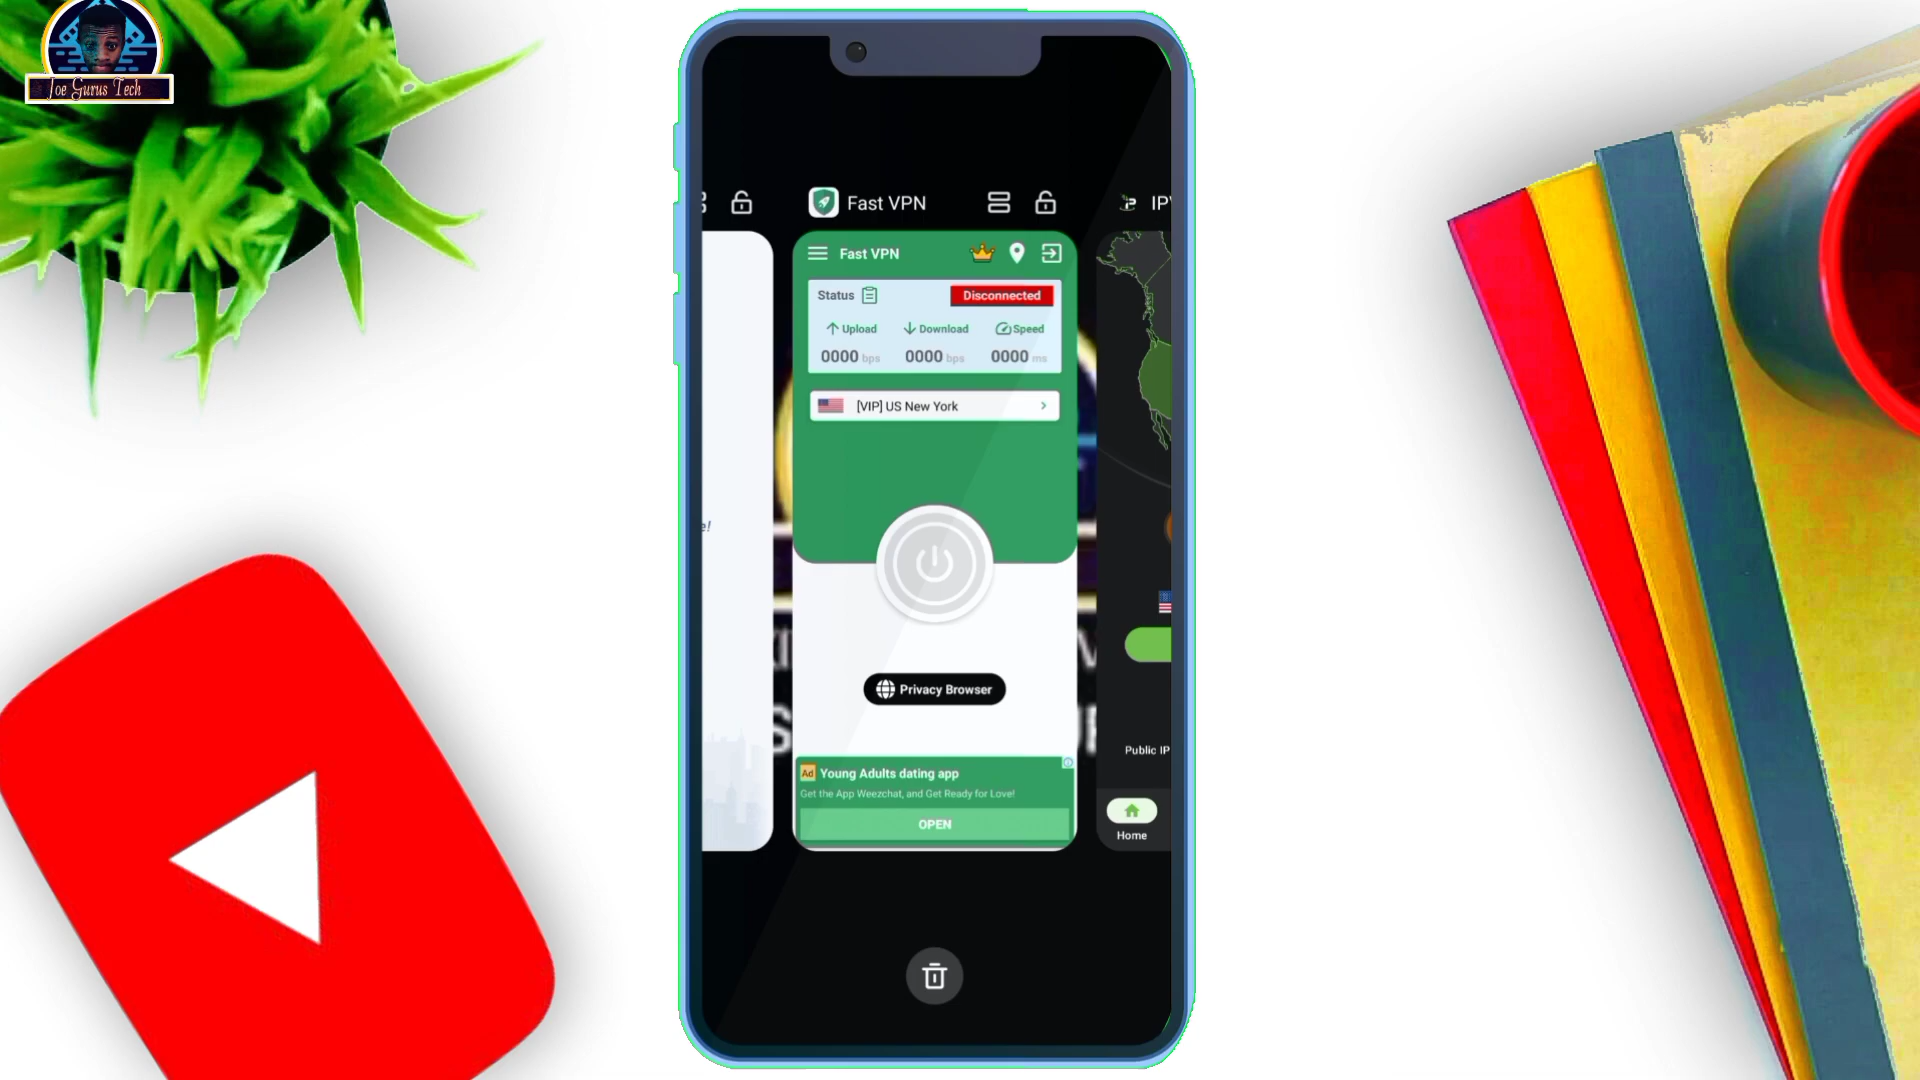 Joe Gurus Tech
Fast VPN
IPV
Fast VPN
Status
Disconnected
Upload Download Speed
0000 bps 0000 bps 0000 ms
[VIP] US New York
e!
Privacy Browser
Public IP
Ad Young Adults dating app
Get the App Weezchat, and Get Ready for Love!
OPEN
Home